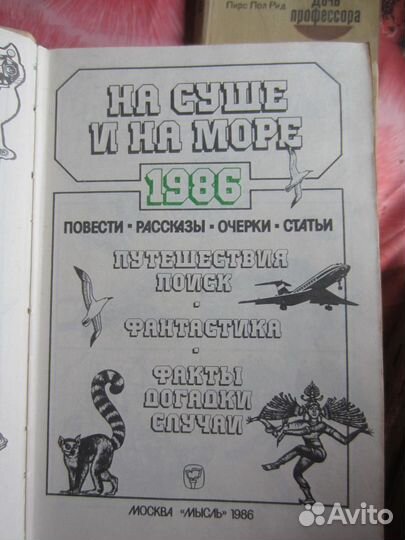 Пирс Пол Рид
ДОЧЬ
профессора
НА СУШЕ
И НА МОРЕ
1986
ПОВЕСТИ · РАССКАЗЫ · ОЧЕРКИ · СТАТЬИ
ПУТЕШЕСТВИЯ
ПОИСК
·
ФАНТАСТИКА
·
ФАКТЫ
ДОГАДКИ
СЛУЧАИ
МОСКВА "МЫСЛЬ" 1986
Avito